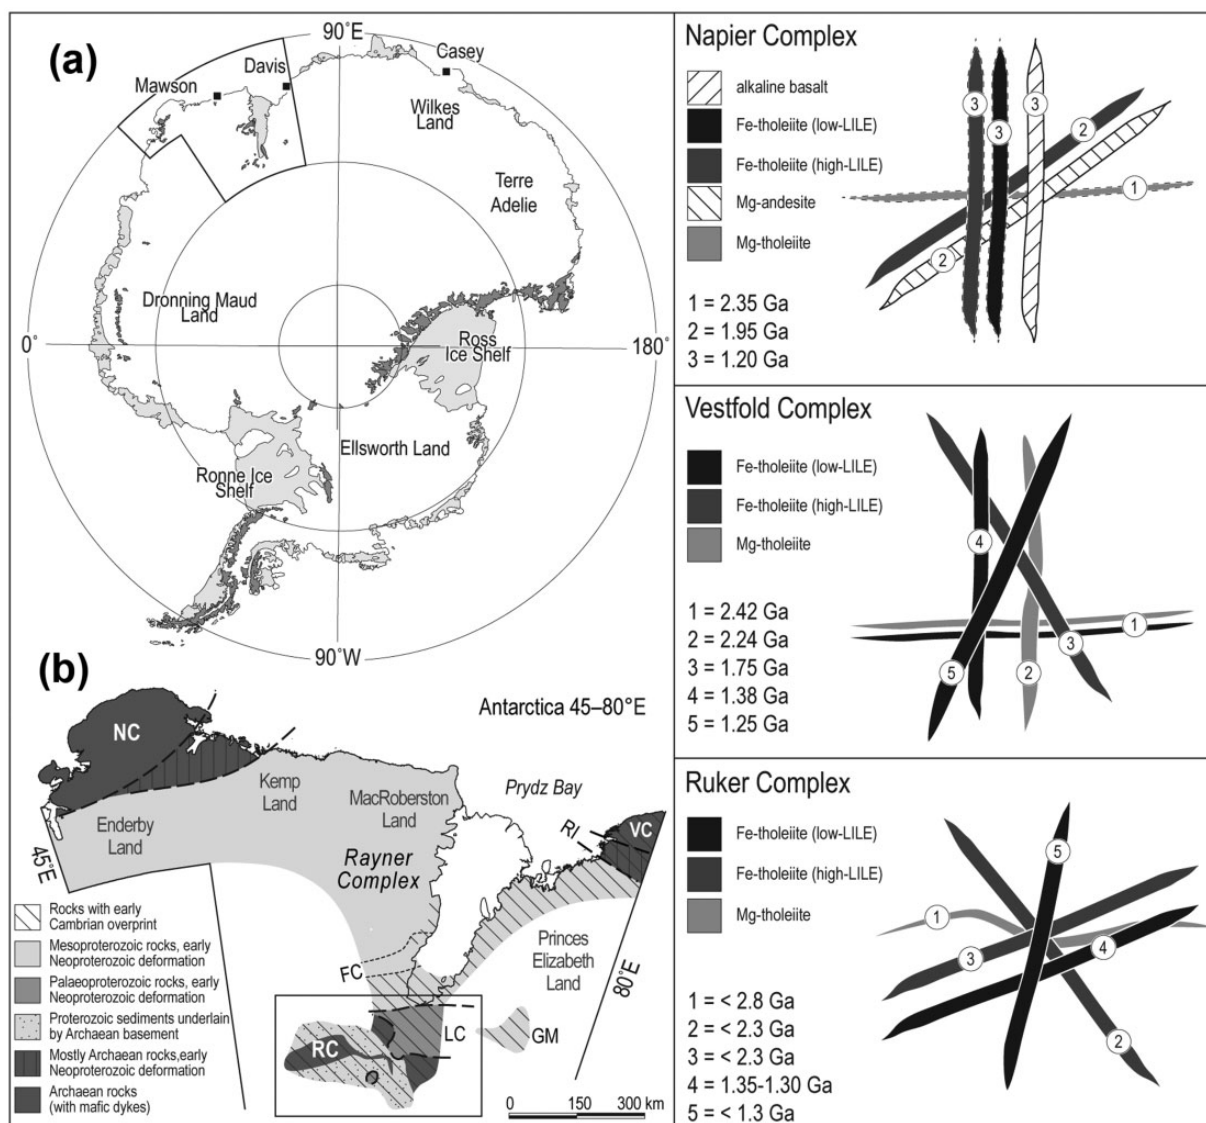 (a)
90°E
Casey
Davis
Mawson
Wilkes
Land
Terre
Adelie
Dronning Maud
Land
0°
Ross
Ice Shelf
180°
Ellsworth Land
Ronne Ice
Shelf
90°W
(b)
Antarctica 45–80°E
NC
Kemp
Land
MacRoberston
Land
Prydz Bay
RI
VC
Enderby
Land
45°E
Rayner
Complex
Princes
Elizabeth
Land
80°E
FC
LC
GM
RC
Rocks with early
Cambrian overprint
Mesoproterozoic rocks, early
Neoproterozoic deformation
Palaeoproterozoic rocks, early
Neoproterozoic deformation
Proterozoic sediments underlain
by Archaean basement
Mostly Archaean rocks,early
Neoproterozoic deformation
Archaean rocks
(with mafic dykes)
0 150 300 km
Napier Complex
alkaline basalt
Fe-tholeiite (low-LILE)
Fe-tholeiite (high-LILE)
Mg-andesite
Mg-tholeiite
1 = 2.35 Ga
2 = 1.95 Ga
3 = 1.20 Ga
3
3
3
2
1
2
Vestfold Complex
Fe-tholeiite (low-LILE)
Fe-tholeiite (high-LILE)
Mg-tholeiite
1 = 2.42 Ga
2 = 2.24 Ga
3 = 1.75 Ga
4 = 1.38 Ga
5 = 1.25 Ga
4
1
3
5
2
Ruker Complex
Fe-tholeiite (low-LILE)
Fe-tholeiite (high-LILE)
Mg-tholeiite
1 = < 2.8 Ga
2 = < 2.3 Ga
3 = < 2.3 Ga
4 = 1.35-1.30 Ga
5 = < 1.3 Ga
5
1
4
3
2